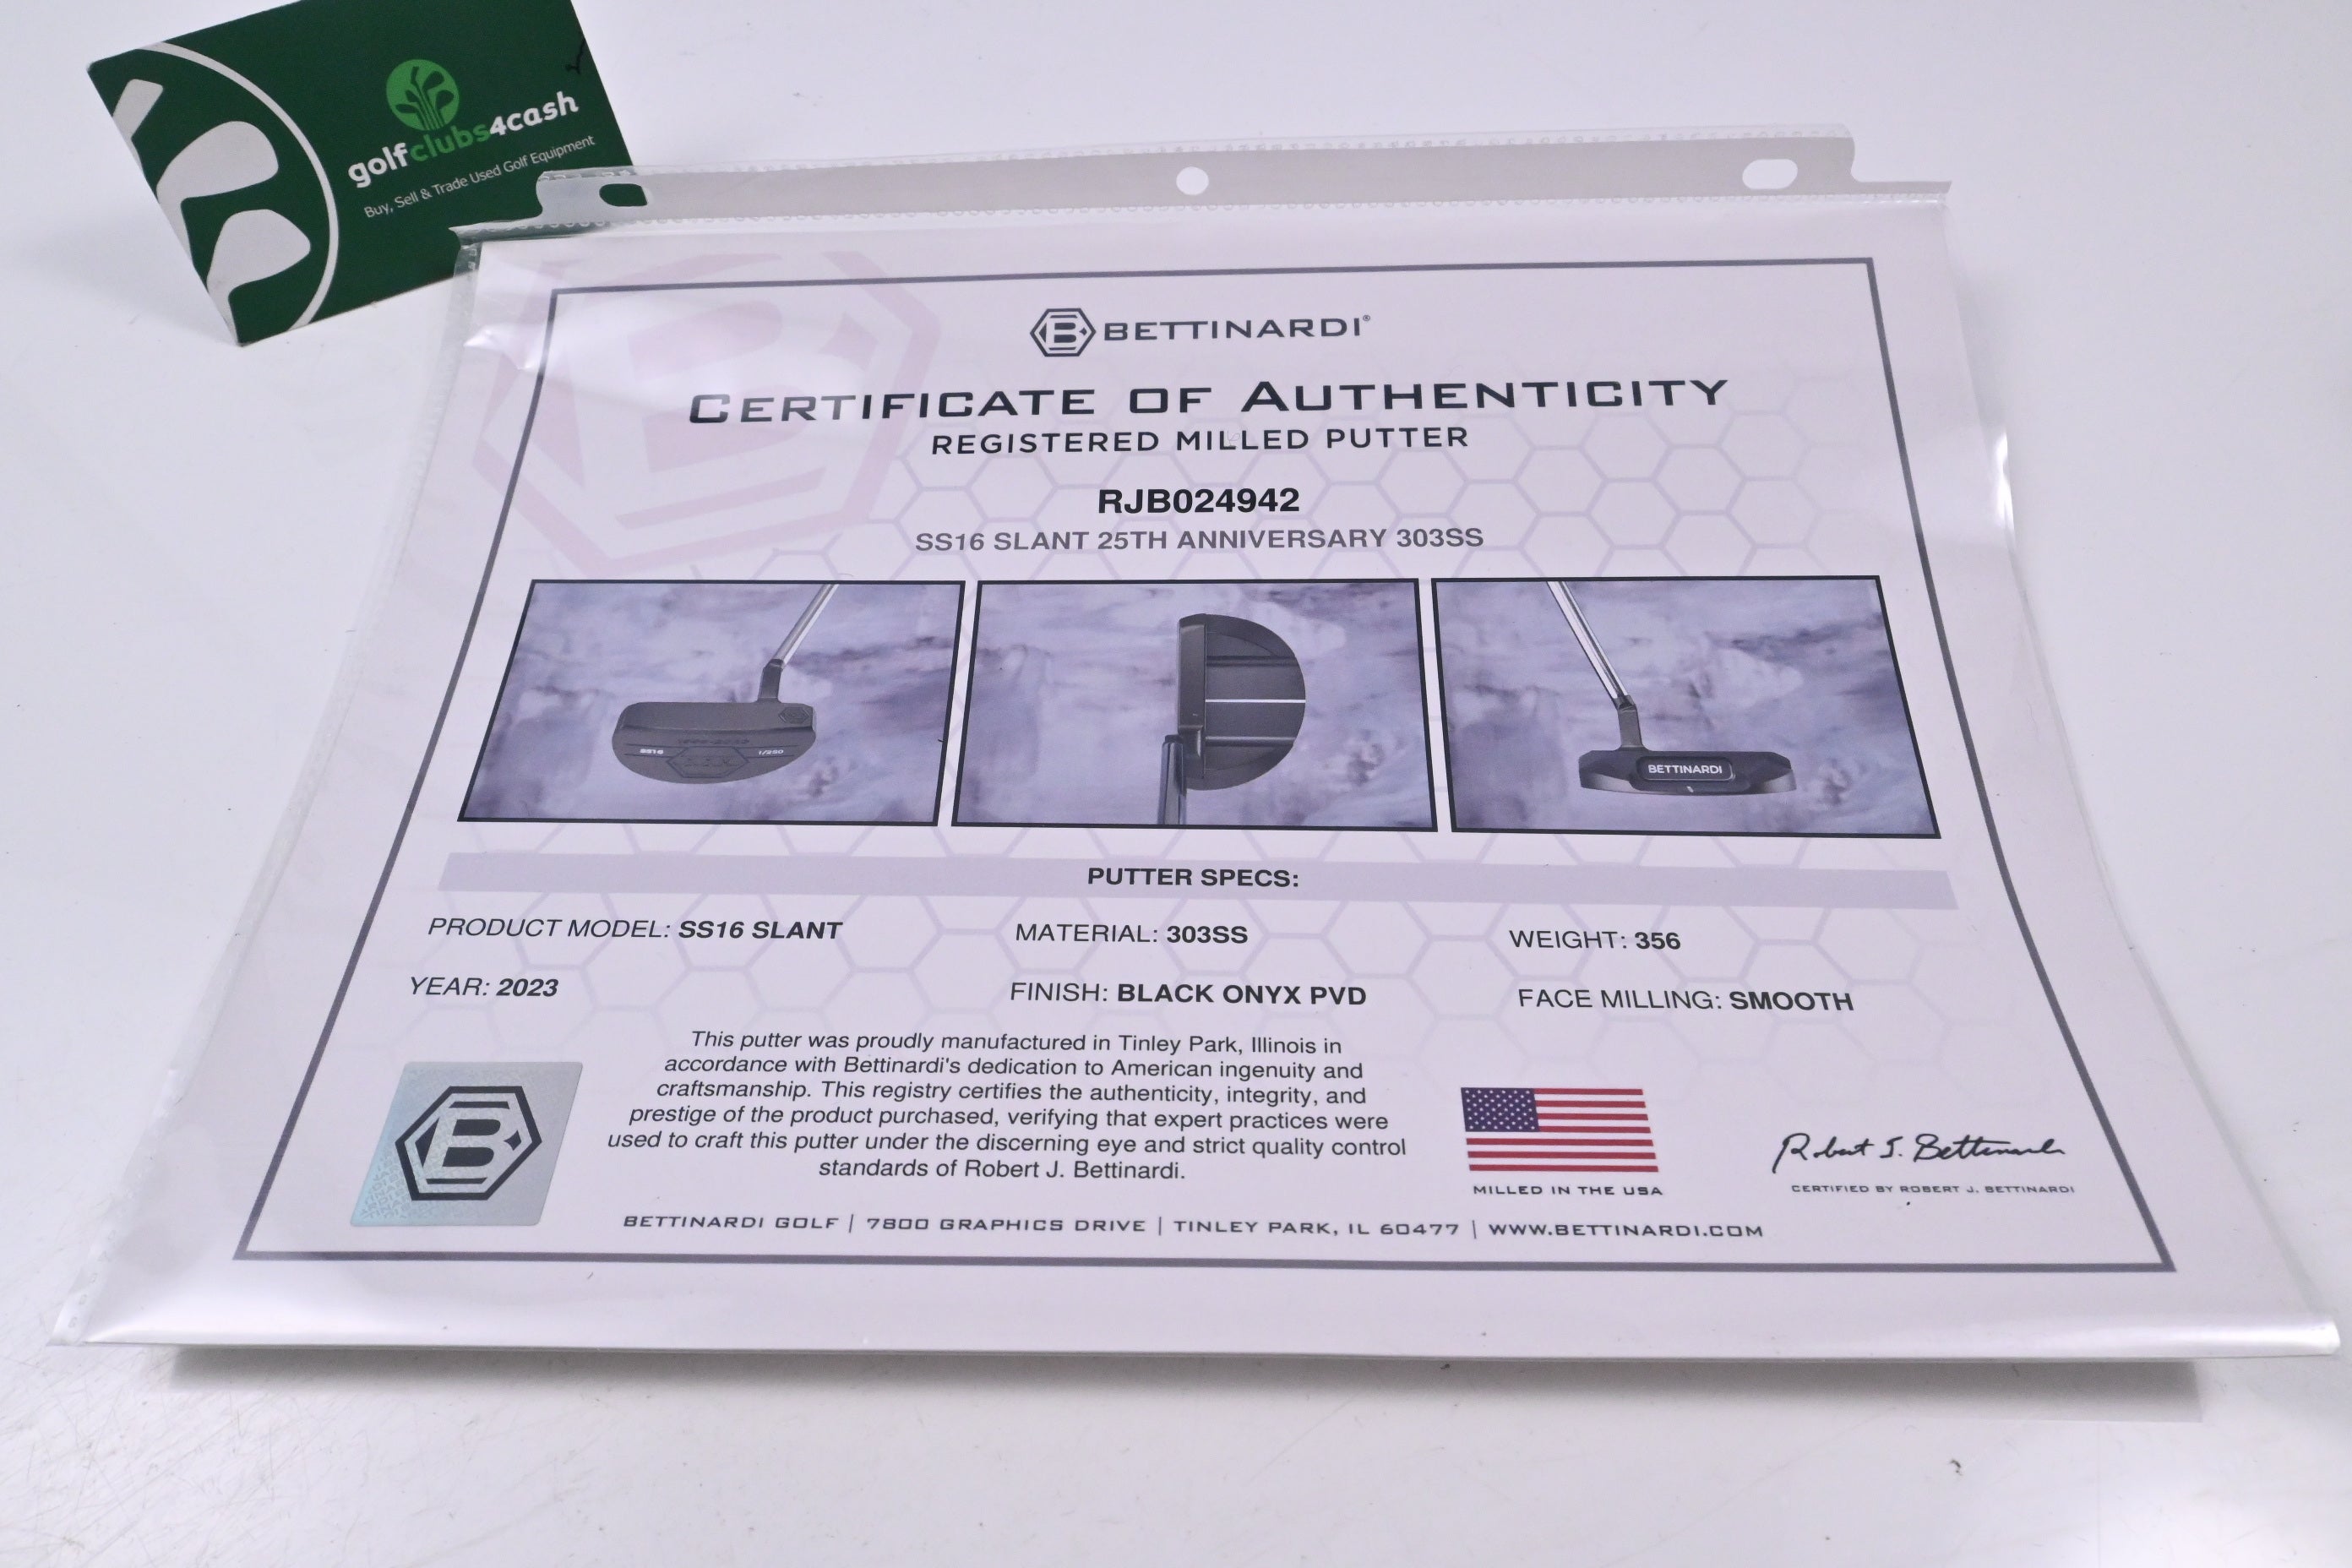 golfclubs4cash
Buy, Sell & Trade Used Golf Equipment
BETTINARDI®
CERTIFICATE OF AUTHENTICITY
REGISTERED MILLED PUTTER
RJB024942
SS16 SLANT 25TH ANNIVERSARY 303SS
SS16
1/250
BETTINARDI
PUTTER SPECS:
PRODUCT MODEL: SS16 SLANT
MATERIAL: 303SS
WEIGHT: 356
YEAR: 2023
FINISH: BLACK ONYX PVD
FACE MILLING: SMOOTH
This putter was proudly manufactured in Tinley Park, Illinois in
accordance with Bettinardi's dedication to American ingenuity and
craftsmanship. This registry certifies the authenticity, integrity, and
prestige of the product purchased, verifying that expert practices were
used to craft this putter under the discerning eye and strict quality control
standards of Robert J. Bettinardi.
B
MILLED IN THE USA
Robert J. Bettinardi
CERTIFIED BY ROBERT J. BETTINARDI
BETTINARDI GOLF | 7800 GRAPHICS DRIVE | TINLEY PARK, IL 60477 | WWW.BETTINARDI.COM